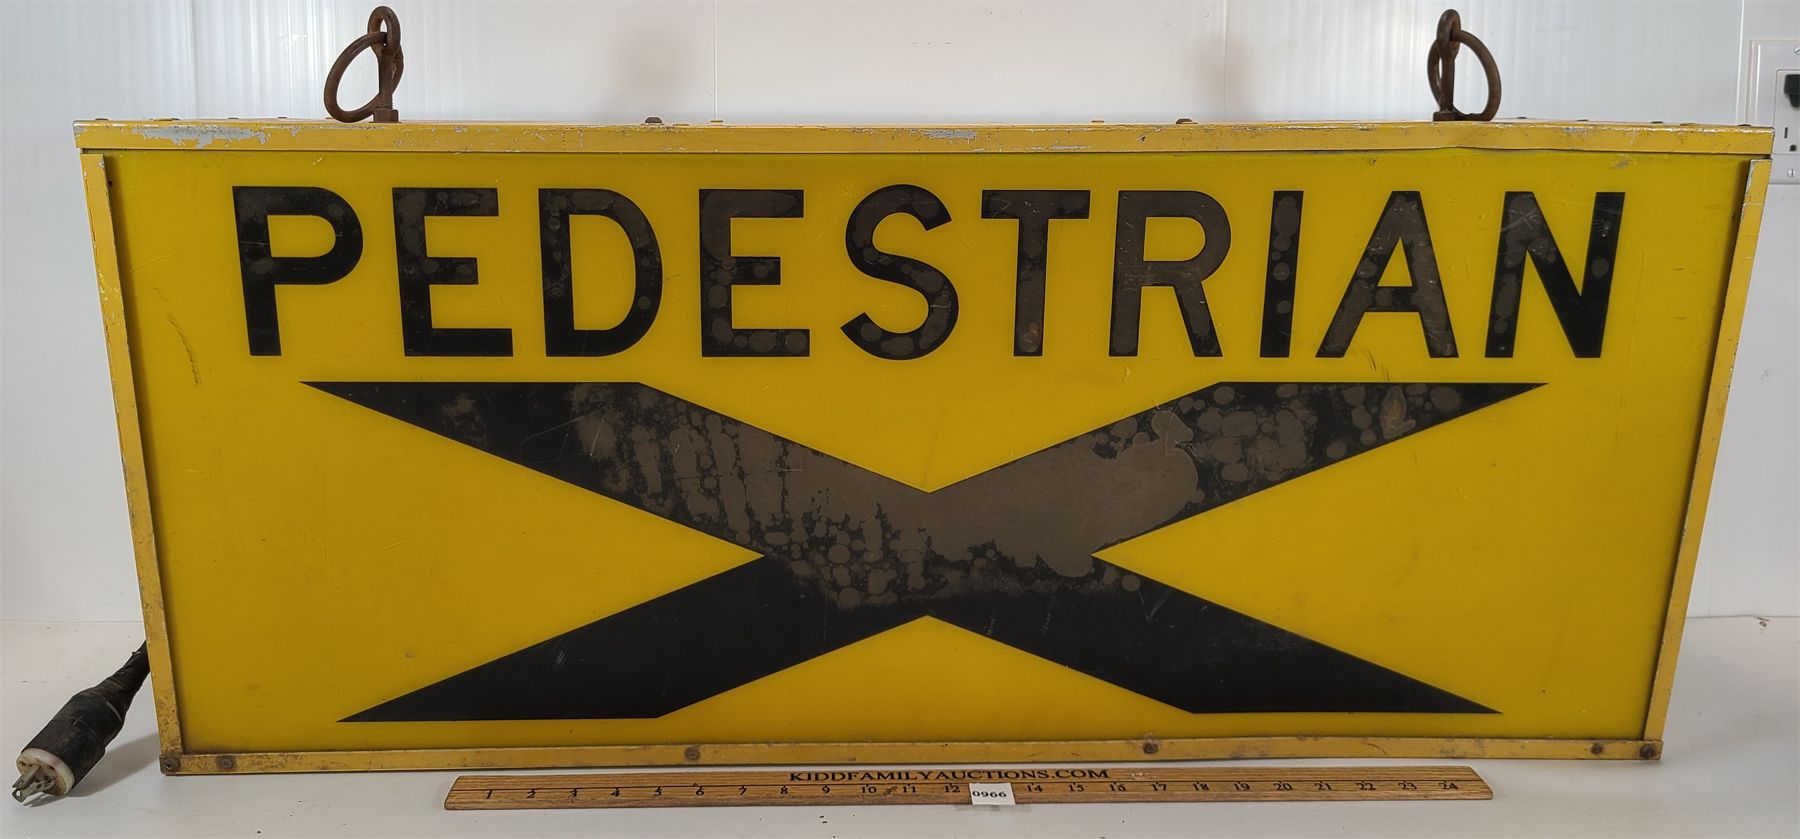 PEDESTRIAN
KIDDFAMILYAUCTIONS.COM
1 2 3 4 5 6 7 8 9 10 11 12 0966 14 15 16 17 18 19 20 21 22 23 24